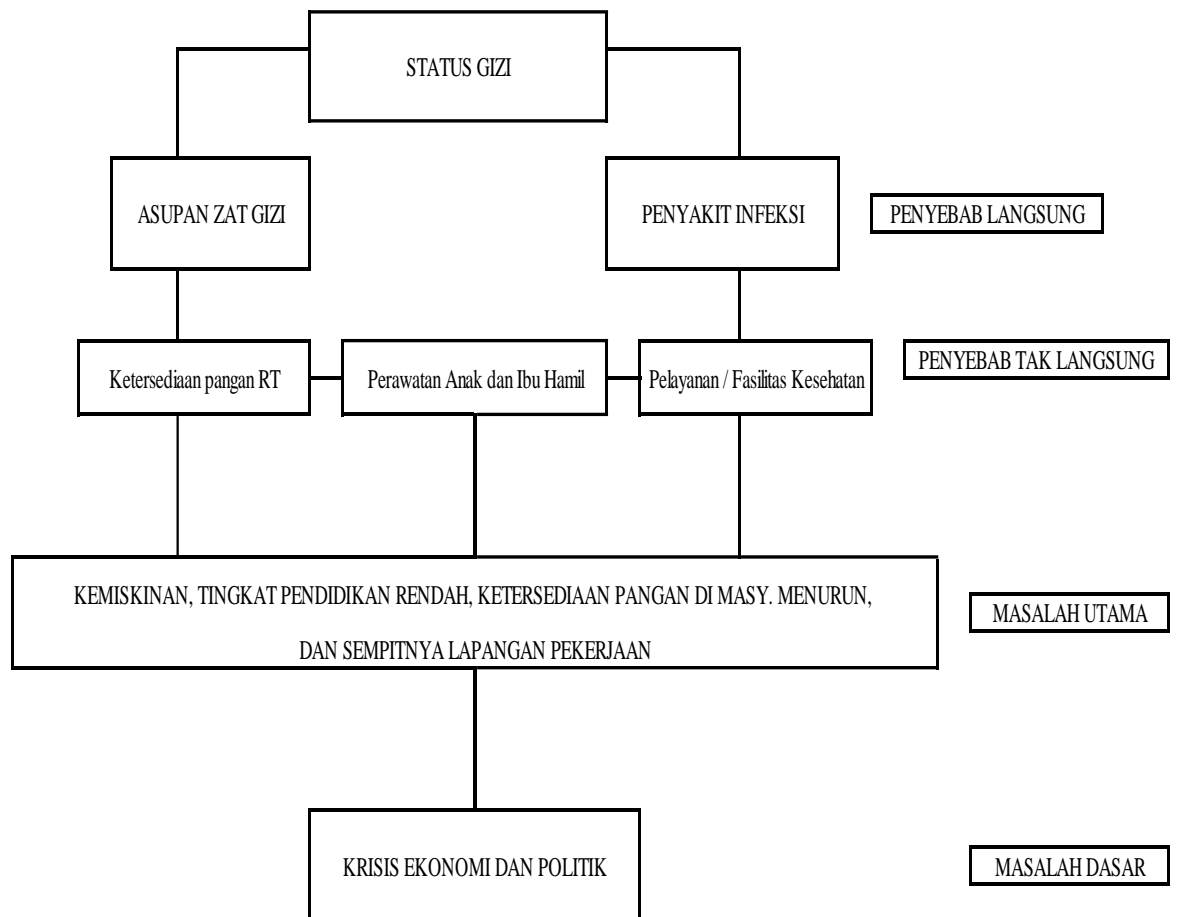 STATUS GIZI
ASUPAN ZAT GIZI
PENYAKIT INFEKSI
PENYEBAB LANGSUNG
Ketersediaan pangan RT
Perawatan Anak dan Ibu Hamil
Pelayanan / Fasilitas Kesehatan
PENYEBAB TAK LANGSUNG
KEMISKINAN, TINGKAT PENDIDIKAN RENDAH, KETERSEDIAAN PANGAN DI MASY. MENURUN,
DAN SEMPITNYA LAPANGAN PEKERJAAN
MASALAH UTAMA
KRISIS EKONOMI DAN POLITIK
MASALAH DASAR